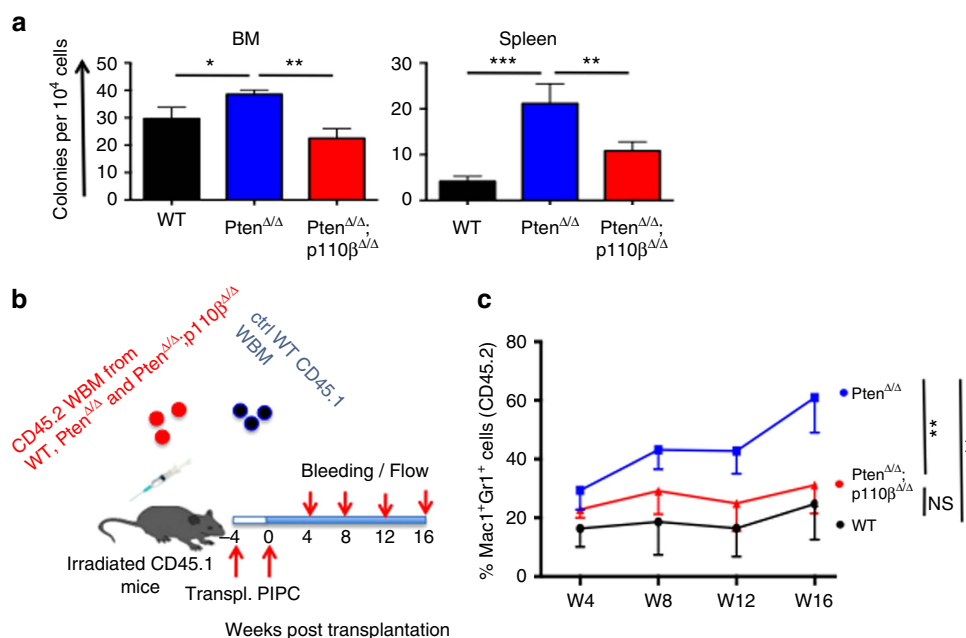 a
BM
Spleen
* **
*** **
Colonies per 10⁴ cells
50
40
30
20
10
0
30
20
10
0
WT
Pten^Δ/Δ
Pten^Δ/Δ;
p110β^Δ/Δ
WT
Pten^Δ/Δ
Pten^Δ/Δ;
p110β^Δ/Δ
b
CD45.2 WBM from
WT, Pten^Δ/Δ and Pten^Δ/Δ;p110β^Δ/Δ
ctrl WT CD45.1
WBM
Bleeding / Flow
–4 0 4 8 12 16
Irradiated CD45.1
mice
Transpl. PIPC
Weeks post transplantation
c
% Mac1⁺Gr1⁺ cells (CD45.2)
80
60
40
20
0
W4 W8 W12 W16
Pten^Δ/Δ
Pten^Δ/Δ;
p110β^Δ/Δ
WT
**
NS